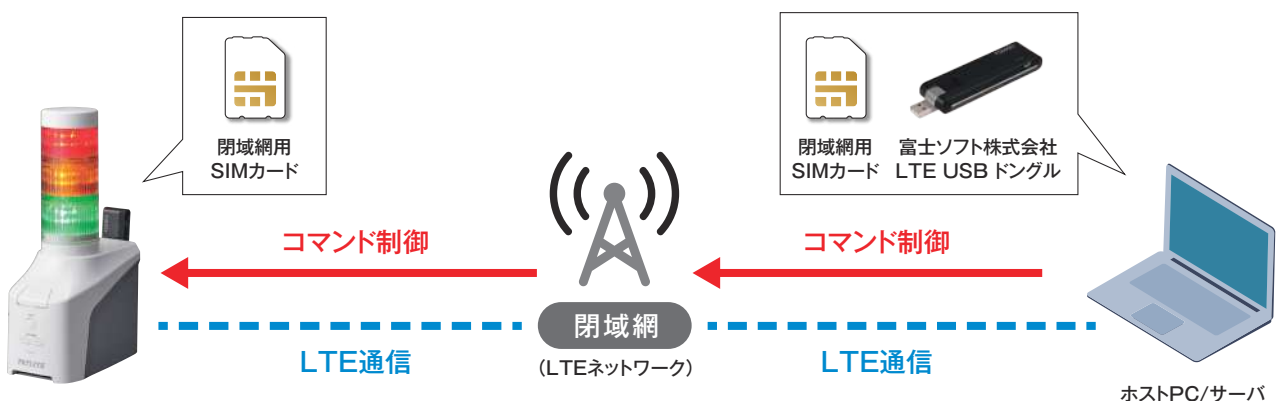 閉域網用
SIMカード
閉域網用
SIMカード
富士ソフト株式会社
LTE USB ドングル
コマンド制御
コマンド制御
閉域網
(LTEネットワーク)
LTE通信
LTE通信
ホストPC/サーバ